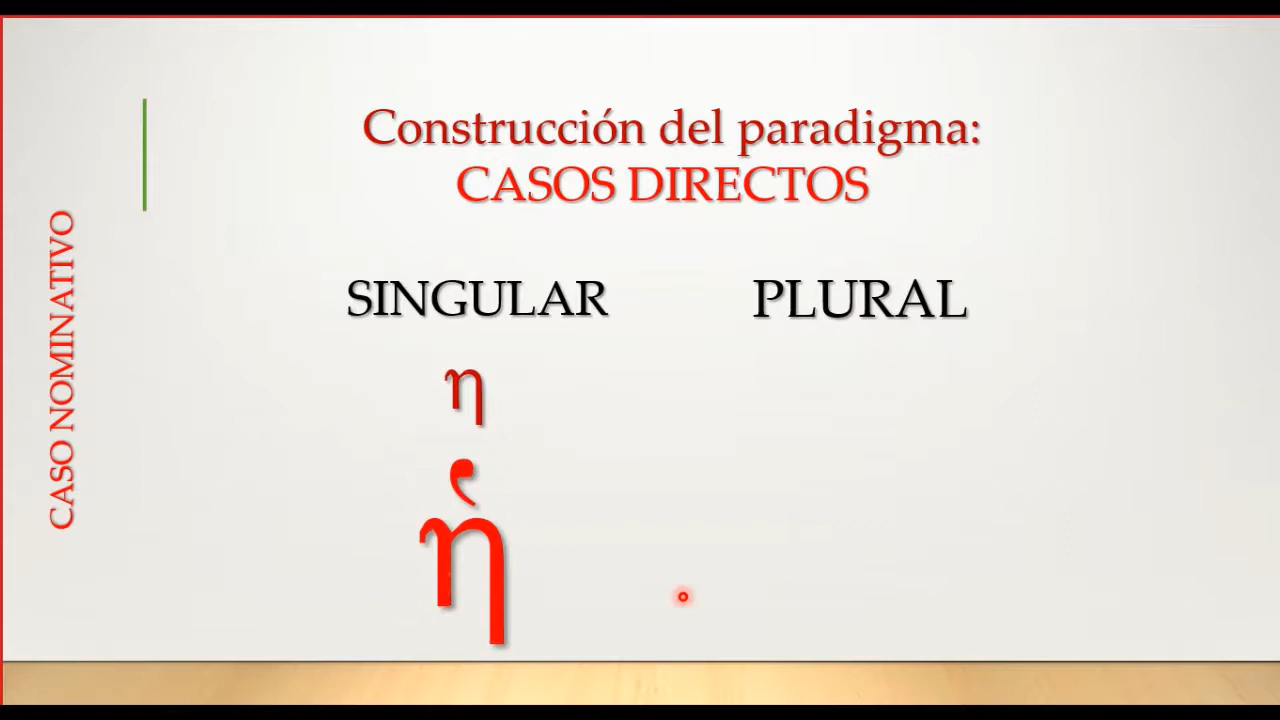 Construcción del paradigma:
CASOS DIRECTOS
CASO NOMINATIVO
SINGULAR PLURAL
η
ἡ